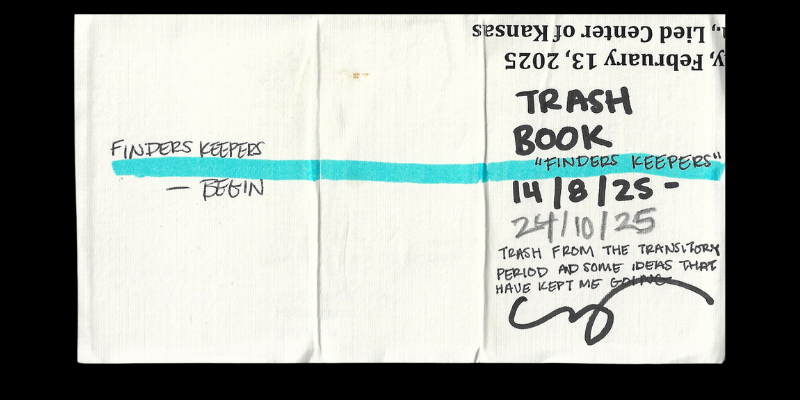 FINDERS KEEPERS
— BEGIN
., Lied Center of Kansas
y, February 13, 2025
TRASH
BOOK
"FINDERS KEEPERS"
14/8/25 -
24/10/25
TRASH FROM THE TRANSITORY
PERIOD AD SOME IDEAS THAT
HAVE KEPT ME GOING